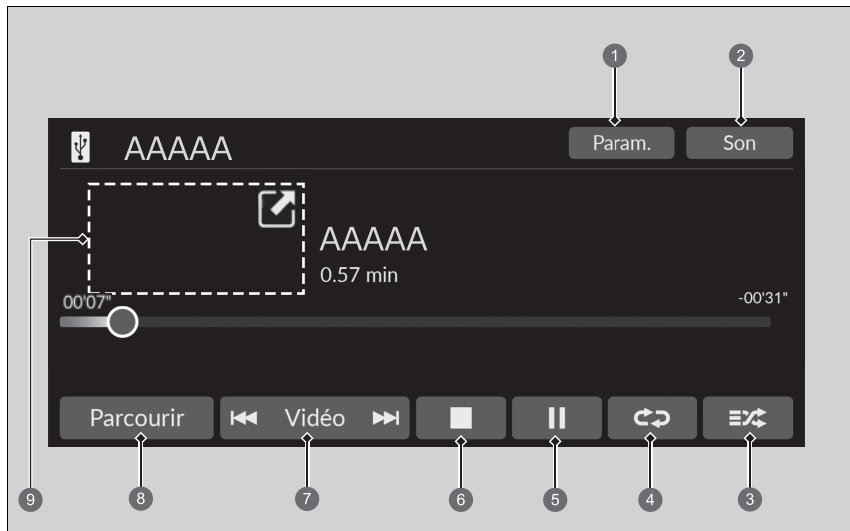 1 2
AAAAA Param. Son
AAAAA
0.57 min
00'07" -00'31"
Parcourir Vidéo
9 8 7 6 5 4 3